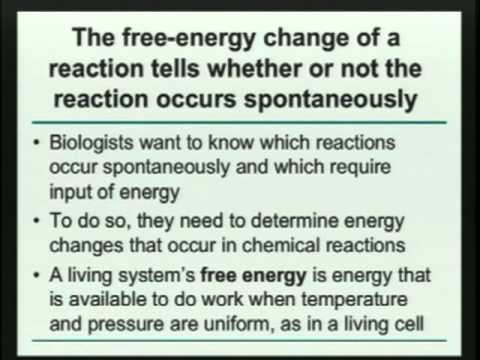 The free-energy change of a
reaction tells whether or not the
reaction occurs spontaneously
• Biologists want to know which reactions
occur spontaneously and which require
input of energy
• To do so, they need to determine energy
changes that occur in chemical reactions
• A living system's free energy is energy that
is available to do work when temperature
and pressure are uniform, as in a living cell